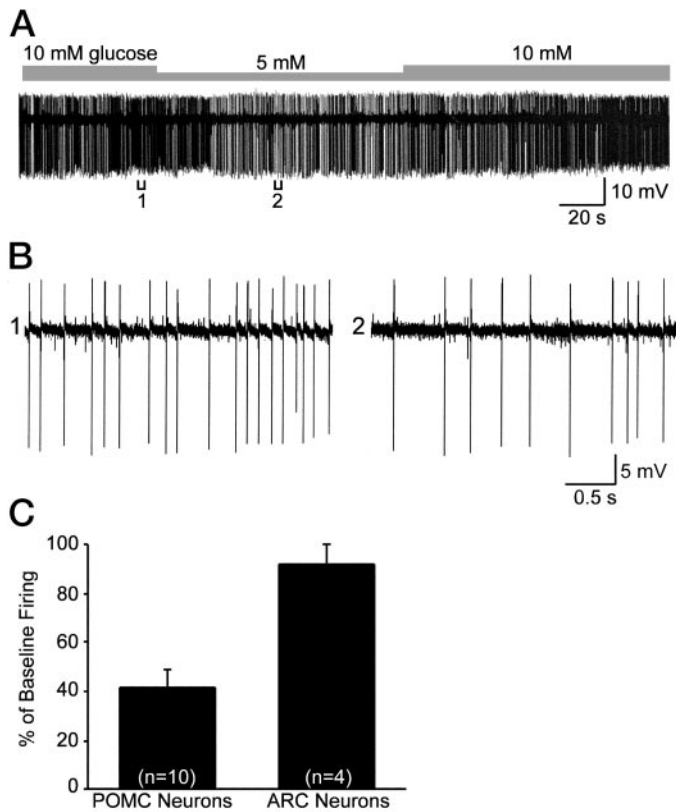 A
10 mM glucose
5 mM
10 mM
1
2
10 mV
20 s
B
1
2
5 mV
0.5 s
C
% of Baseline Firing
100
80
60
40
20
0
(n=10)
(n=4)
POMC Neurons
ARC Neurons